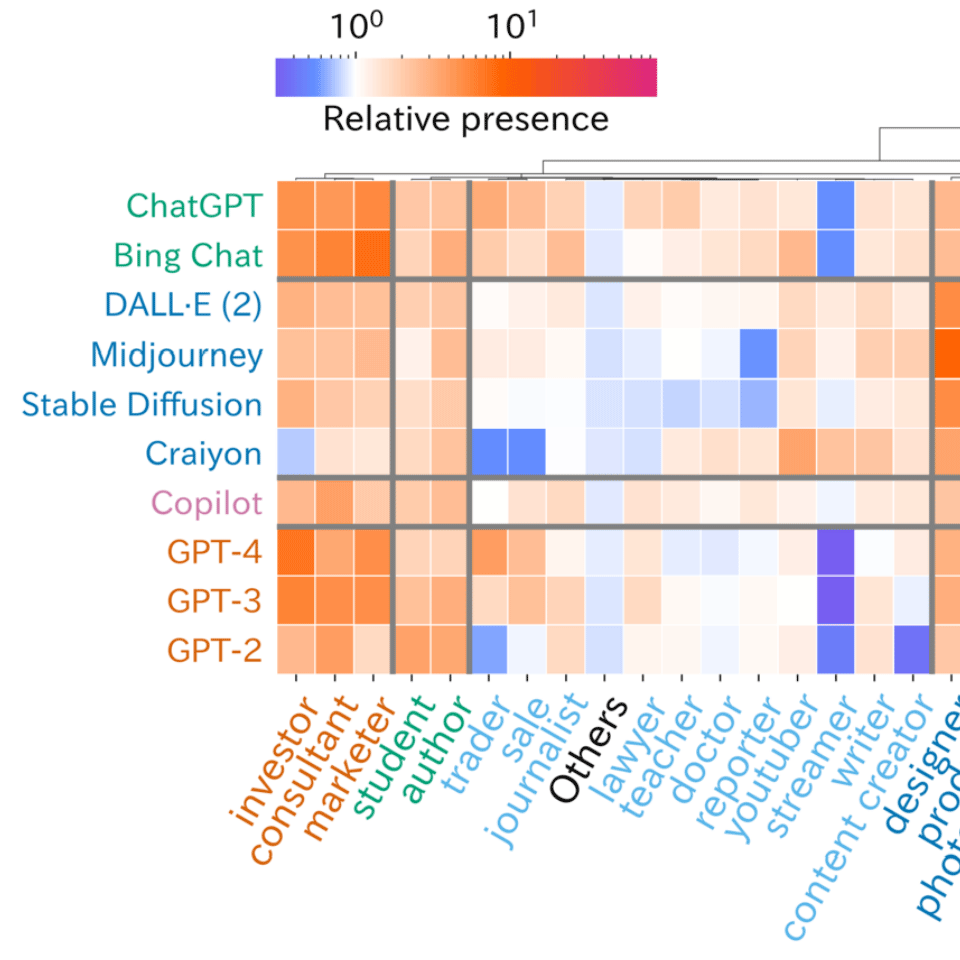 10⁰ 10¹
Relative presence
ChatGPT
Bing Chat
DALL·E (2)
Midjourney
Stable Diffusion
Craiyon
Copilot
GPT-4
GPT-3
GPT-2
investor
consultant
marketer
student
author
trader
sale
journalist
Others
lawyer
teacher
doctor
reporter
youtuber
streamer
writer
content creator
designer